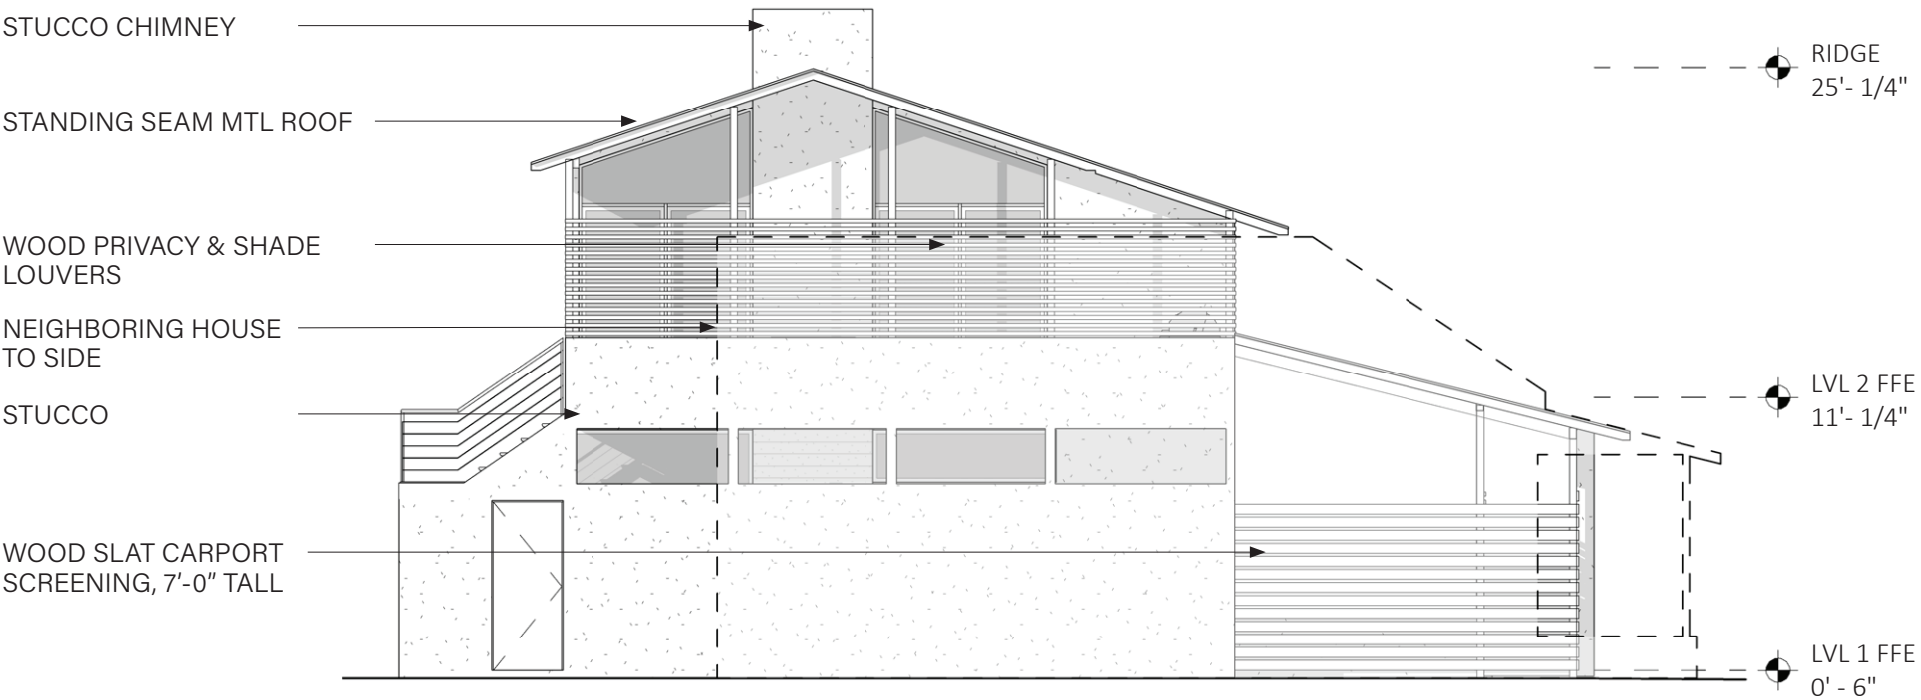 STUCCO CHIMNEY
STANDING SEAM MTL ROOF
WOOD PRIVACY & SHADE
LOUVERS
NEIGHBORING HOUSE
TO SIDE
STUCCO
WOOD SLAT CARPORT
SCREENING, 7'-0" TALL
RIDGE
25'- 1/4"
LVL 2 FFE
11'- 1/4"
LVL 1 FFE
0' - 6"